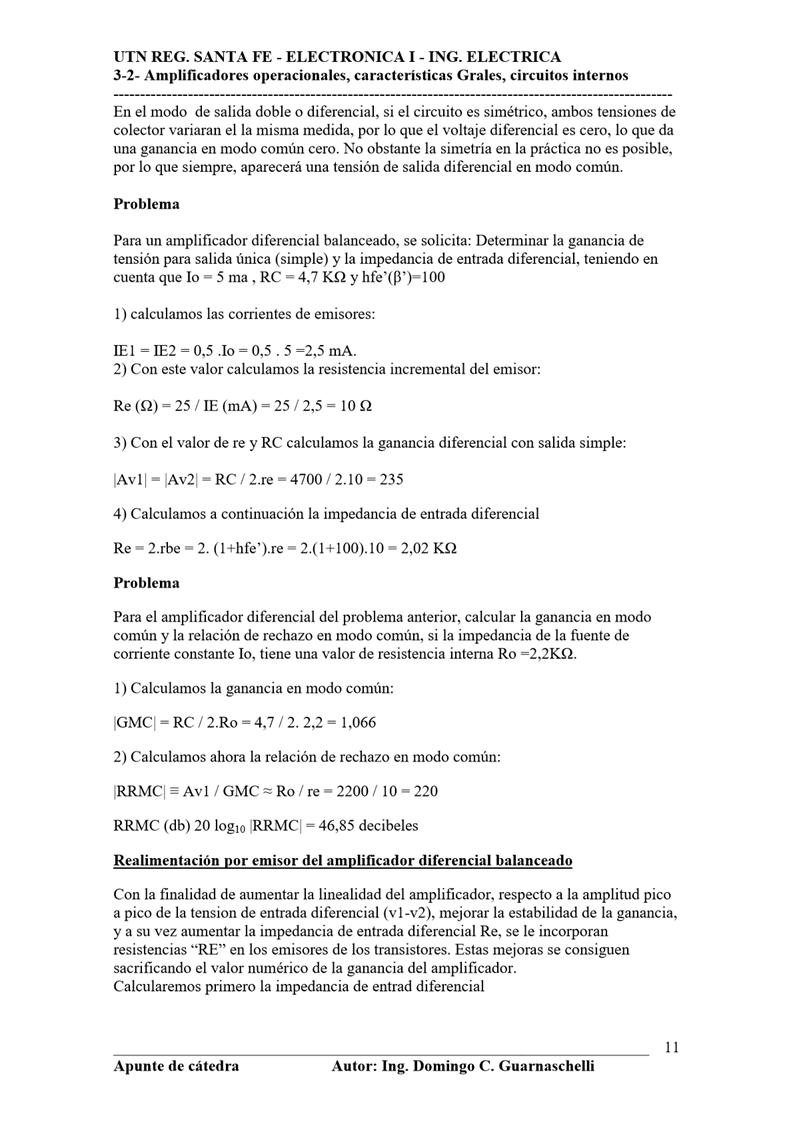 UTN REG. SANTA FE - ELECTRONICA I - ING. ELECTRICA
3-2- Amplificadores operacionales, características Grales, circuitos internos
---------------------------------------------------------------------------------------------------------
En el modo  de salida doble o diferencial, si el circuito es simétrico, ambos tensiones de
colector variaran el la misma medida, por lo que el voltaje diferencial es cero, lo que da
una ganancia en modo común cero. No obstante la simetría en la práctica no es posible,
por lo que siempre, aparecerá una tensión de salida diferencial en modo común.
Problema
Para un amplificador diferencial balanceado, se solicita: Determinar la ganancia de
tensión para salida única (simple) y la impedancia de entrada diferencial, teniendo en
cuenta que Io = 5 ma , RC = 4,7 KΩ y hfe’(β’)=100
1) calculamos las corrientes de emisores:
IE1 = IE2 = 0,5 .Io = 0,5 . 5 =2,5 mA.
2) Con este valor calculamos la resistencia incremental del emisor:
Re (Ω) = 25 / IE (mA) = 25 / 2,5 = 10 Ω
3) Con el valor de re y RC calculamos la ganancia diferencial con salida simple:
|Av1| = |Av2| = RC / 2.re = 4700 / 2.10 = 235
4) Calculamos a continuación la impedancia de entrada diferencial
Re = 2.rbe = 2. (1+hfe’).re = 2.(1+100).10 = 2,02 KΩ
Problema
Para el amplificador diferencial del problema anterior, calcular la ganancia en modo
común y la relación de rechazo en modo común, si la impedancia de la fuente de
corriente constante Io, tiene una valor de resistencia interna Ro =2,2KΩ.
1) Calculamos la ganancia en modo común:
|GMC| = RC / 2.Ro = 4,7 / 2. 2,2 = 1,066
2) Calculamos ahora la relación de rechazo en modo común:
|RRMC| ≡ Av1 / GMC ≈ Ro / re = 2200 / 10 = 220
RRMC (db) 20 log₁₀ |RRMC| = 46,85 decibeles
Realimentación por emisor del amplificador diferencial balanceado
Con la finalidad de aumentar la linealidad del amplificador, respecto a la amplitud pico
a pico de la tension de entrada diferencial (v1-v2), mejorar la estabilidad de la ganancia,
y a su vez aumentar la impedancia de entrada diferencial Re, se le incorporan
resistencias “RE” en los emisores de los transistores. Estas mejoras se consiguen
sacrificando el valor numérico de la ganancia del amplificador.
Calcularemos primero la impedancia de entrad diferencial
11
Apunte de cátedra Autor: Ing. Domingo C. Guarnaschelli